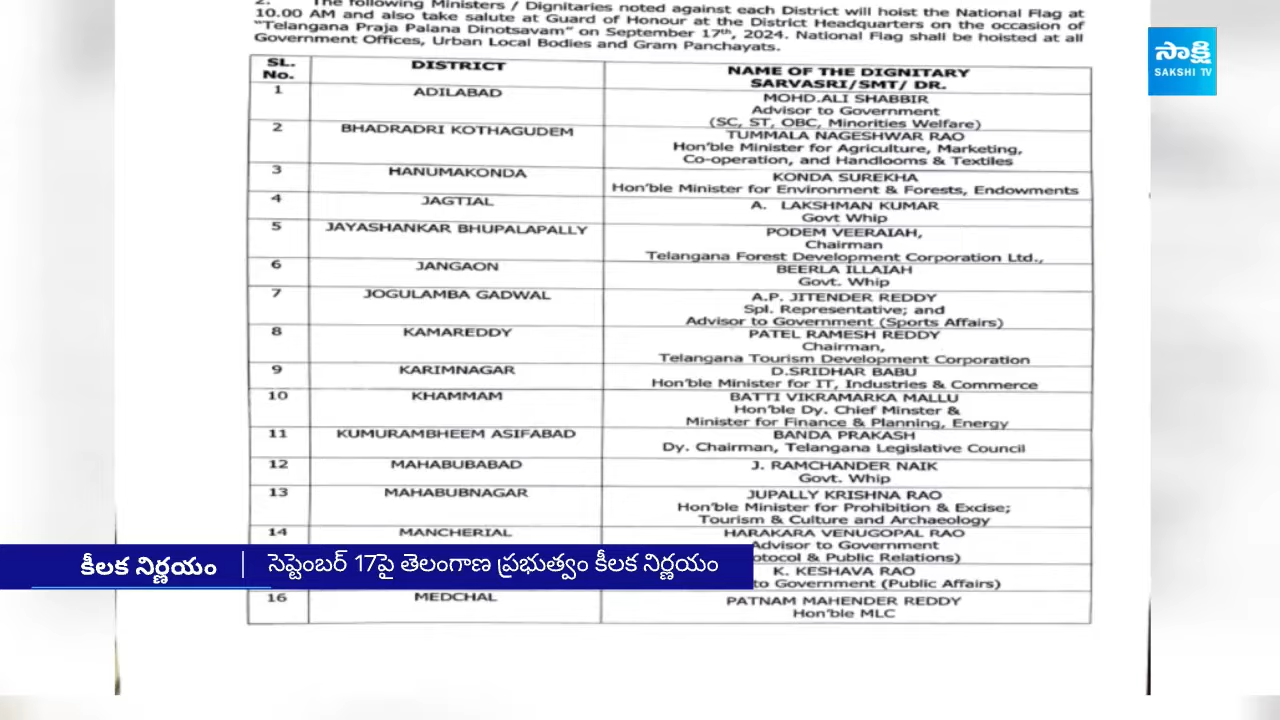 2. The following Ministers / Dignitaries noted against each District will hoist the National Flag at
10.00 AM and also take salute at Guard of Honour at the District Headquarters on the occasion of
"Telangana Praja Palana Dinotsavam" on September 17th, 2024. National Flag shall be hoisted at all
Government Offices, Urban Local Bodies and Gram Panchayats.
SL. No. DISTRICT NAME OF THE DIGNITARY
SARVASRI/SMT/ DR.
1 ADILABAD MOHD.ALI SHABBIR
Advisor to Government
(SC, ST, OBC, Minorities Welfare)
2 BHADRADRI KOTHAGUDEM TUMMALA NAGESHWAR RAO
Hon'ble Minister for Agriculture, Marketing,
Co-operation, and Handlooms & Textiles
3 HANUMAKONDA KONDA SUREKHA
Hon'ble Minister for Environment & Forests, Endowments
4 JAGTIAL A. LAKSHMAN KUMAR
Govt Whip
5 JAYASHANKAR BHUPALAPALLY PODEM VEERAIAH,
Chairman
Telangana Forest Development Corporation Ltd.,
6 JANGAON BEERLA ILLAIAH
Govt. Whip
7 JOGULAMBA GADWAL A.P. JITENDER REDDY
Spl. Representative; and
Advisor to Government (Sports Affairs)
8 KAMAREDDY PATEL RAMESH REDDY
Chairman,
Telangana Tourism Development Corporation
9 KARIMNAGAR D.SRIDHAR BABU
Hon'ble Minister for IT, Industries & Commerce
10 KHAMMAM BATTI VIKRAMARKA MALLU
Hon'ble Dy. Chief Minster &
Minister for Finance & Planning, Energy
11 KUMURAMBHEEM ASIFABAD BANDA PRAKASH
Dy. Chairman, Telangana Legislative Council
12 MAHABUBABAD J. RAMCHANDER NAIK
Govt. Whip
13 MAHABUBNAGAR JUPALLY KRISHNA RAO
Hon'ble Minister for Prohibition & Excise;
Tourism & Culture and Archaeology
14 MANCHERIAL HARAKARA VENUGOPAL RAO
Advisor to Government
& Public Relations)
K. KESHAVA RAO
to Government (Public Affairs)
16 MEDCHAL PATNAM MAHENDER REDDY
Hon'ble MLC
కీలక నిర్ణయం
సెప్టెంబర్ 17పై తెలంగాణ ప్రభుత్వం కీలక నిర్ణయం
సాక్షి
SAKSHI TV